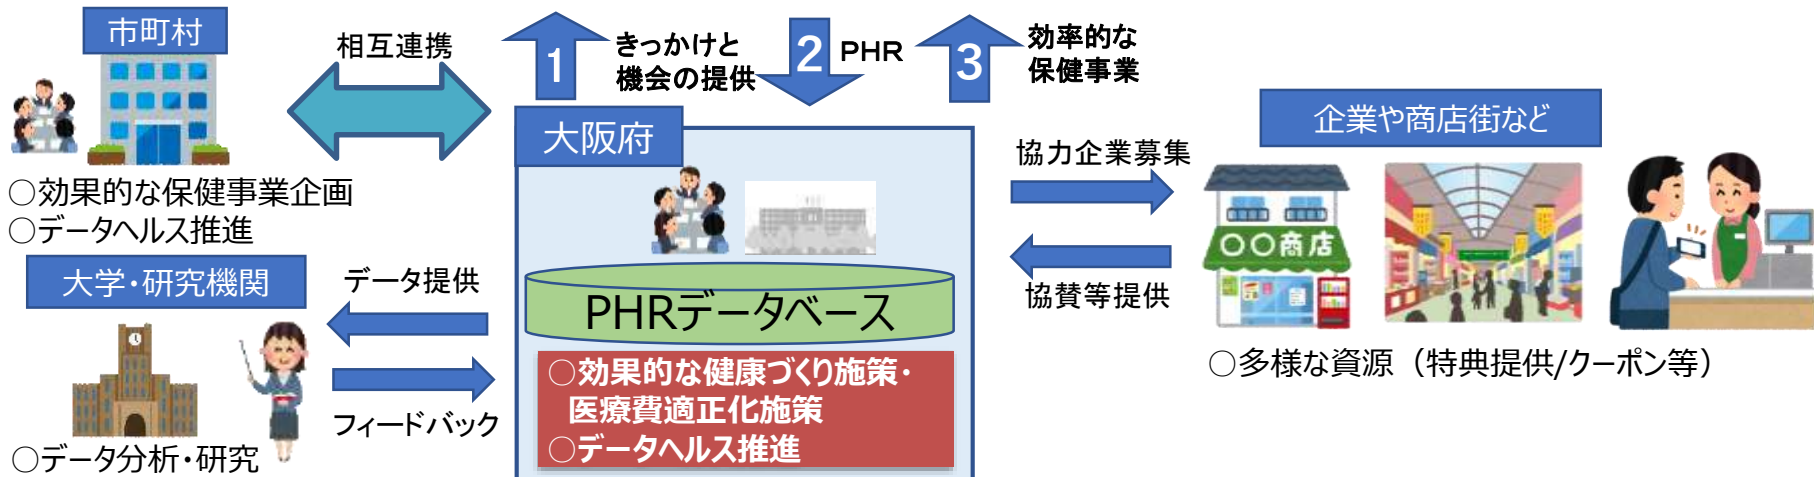 市町村
相互連携
1
きっかけと
機会の提供
2
PHR
3
効率的な
保健事業
大阪府
企業や商店街など
協力企業募集
○効果的な保健事業企画
○データヘルス推進
〇〇商店
大学・研究機関
データ提供
PHRデータベース
協賛等提供
○効果的な健康づくり施策・
医療費適正化施策
○データヘルス推進
○多様な資源（特典提供/クーポン等）
フィードバック
○データ分析・研究